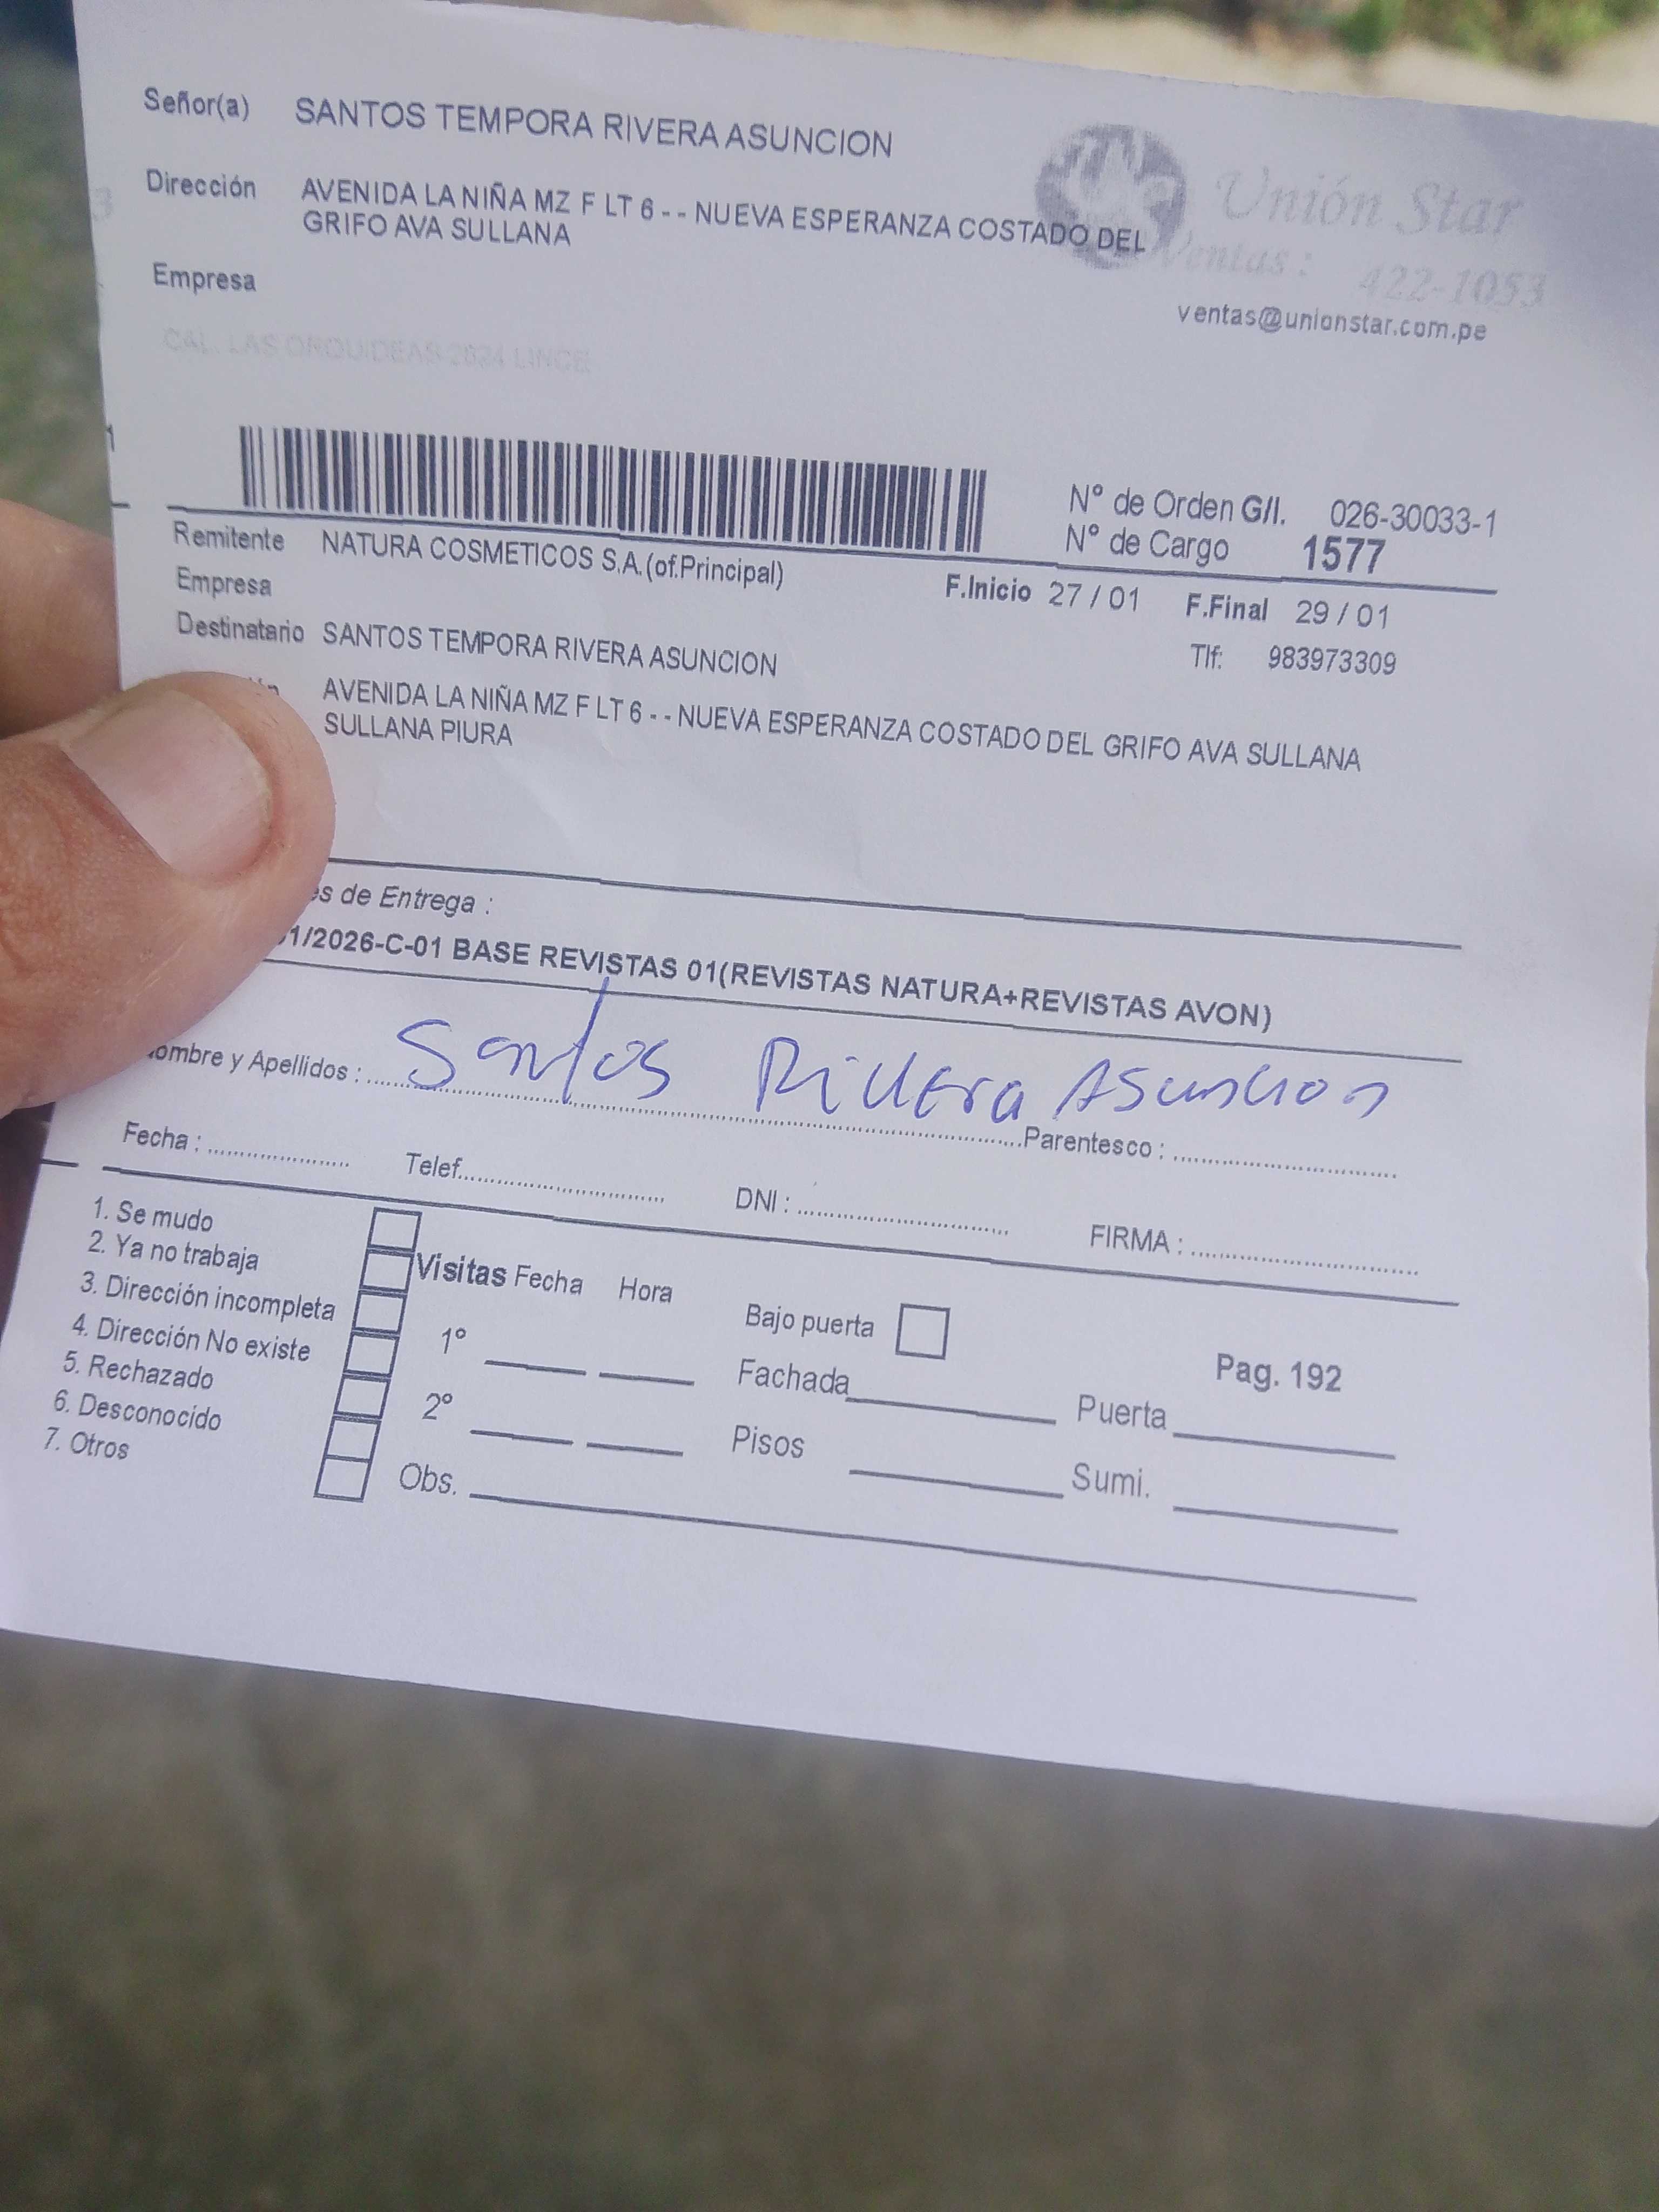 Señor(a) SANTOS TEMPORA RIVERA ASUNCION
Dirección AVENIDA LA NIÑA MZ F LT 6 - - NUEVA ESPERANZA COSTADO DEL
GRIFO AVA SULLANA
Empresa
Unión Star
Ventas : 422-1053
ventas@unionstar.com.pe
CAL. LAS ORQUIDEAS 2624 LINCE
Nº de Orden G/I. 026-30033-1
Nº de Cargo 1577
Remitente NATURA COSMETICOS S.A.(of.Principal)
F.Inicio 27 / 01 F.Final 29 / 01
Empresa
Destinatario SANTOS TEMPORA RIVERA ASUNCION
Tlf: 983973309
AVENIDA LA NIÑA MZ F LT 6 - - NUEVA ESPERANZA COSTADO DEL GRIFO AVA SULLANA
SULLANA PIURA
es de Entrega :
01/2026-C-01 BASE REVISTAS 01(REVISTAS NATURA+REVISTAS AVON)
ombre y Apellidos : Santos Rivera Asuncion
Parentesco :
Fecha : Telef. DNI : FIRMA :
1. Se mudo
2. Ya no trabaja
3. Dirección incompleta
4. Dirección No existe
5. Rechazado
6. Desconocido
7. Otros
Visitas Fecha Hora
1º
2º
Obs.
Bajo puerta
Fachada
Pisos
Pag. 192
Puerta
Sumi.